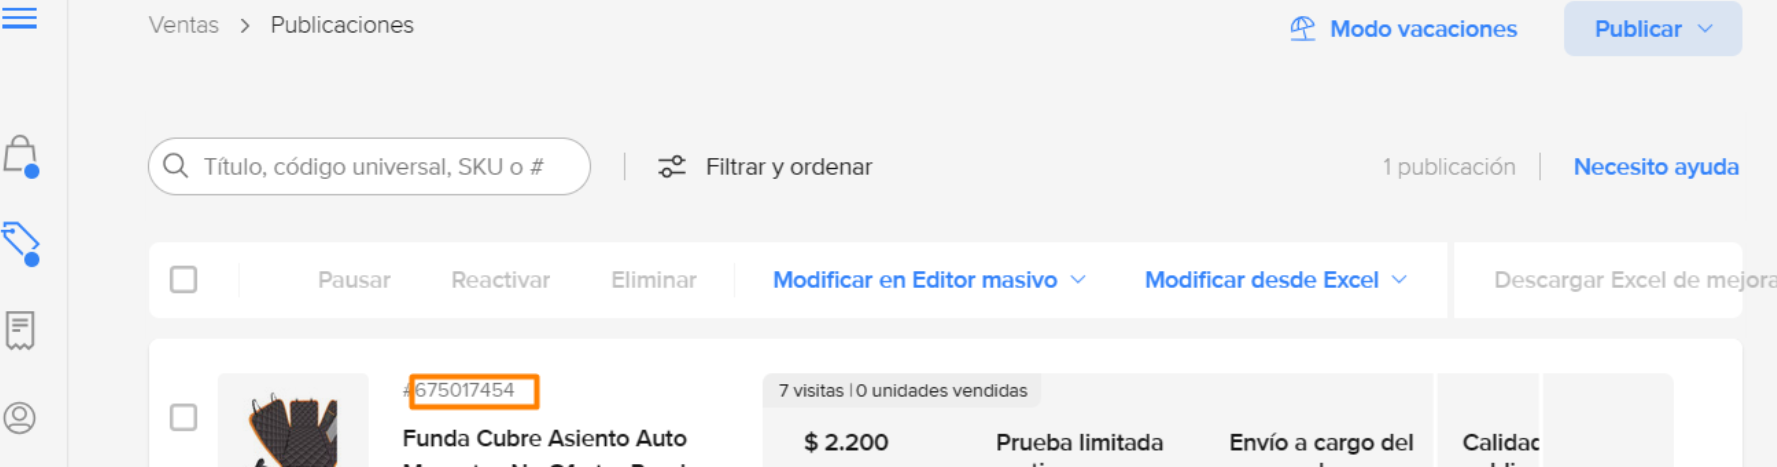 Ventas > Publicaciones
Modo vacaciones
Publicar
Título, código universal, SKU o #
Filtrar y ordenar
1 publicación
Necesito ayuda
Pausar
Reactivar
Eliminar
Modificar en Editor masivo
Modificar desde Excel
Descargar Excel de mejora
#675017454
Funda Cubre Asiento Auto
7 visitas | 0 unidades vendidas
$ 2.200
Prueba limitada
Envío a cargo del
Calidad